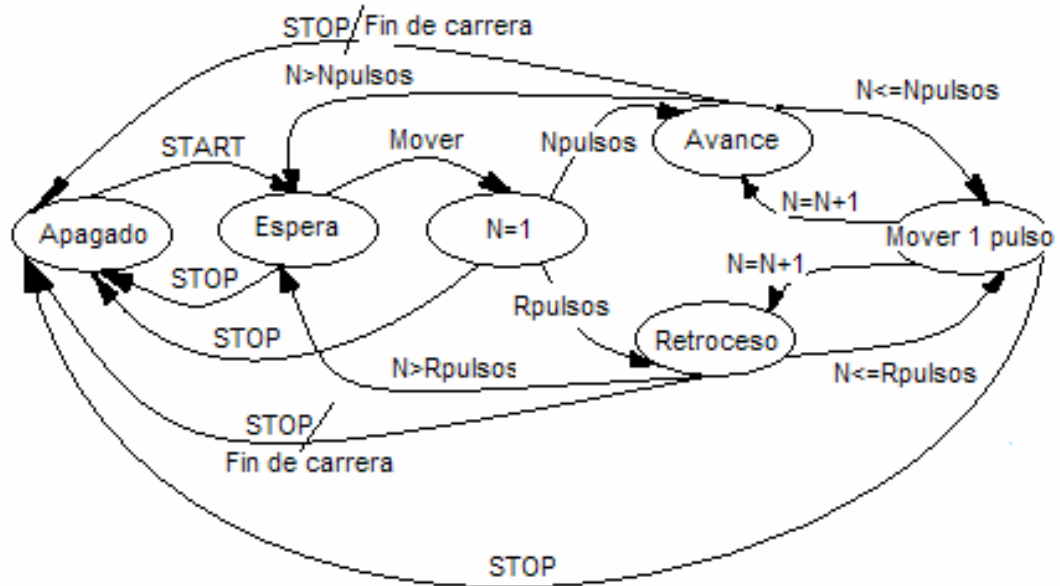 STOP/Fin de carrera
N>Npulsos
N<=Npulsos
START
Mover
Npulsos
Avance
Apagado
Espera
N=1
N=N+1
Mover 1 pulso
STOP
N=N+1
STOP
Rpulsos
Retroceso
N>Rpulsos
N<=Rpulsos
STOP/
Fin de carrera
STOP